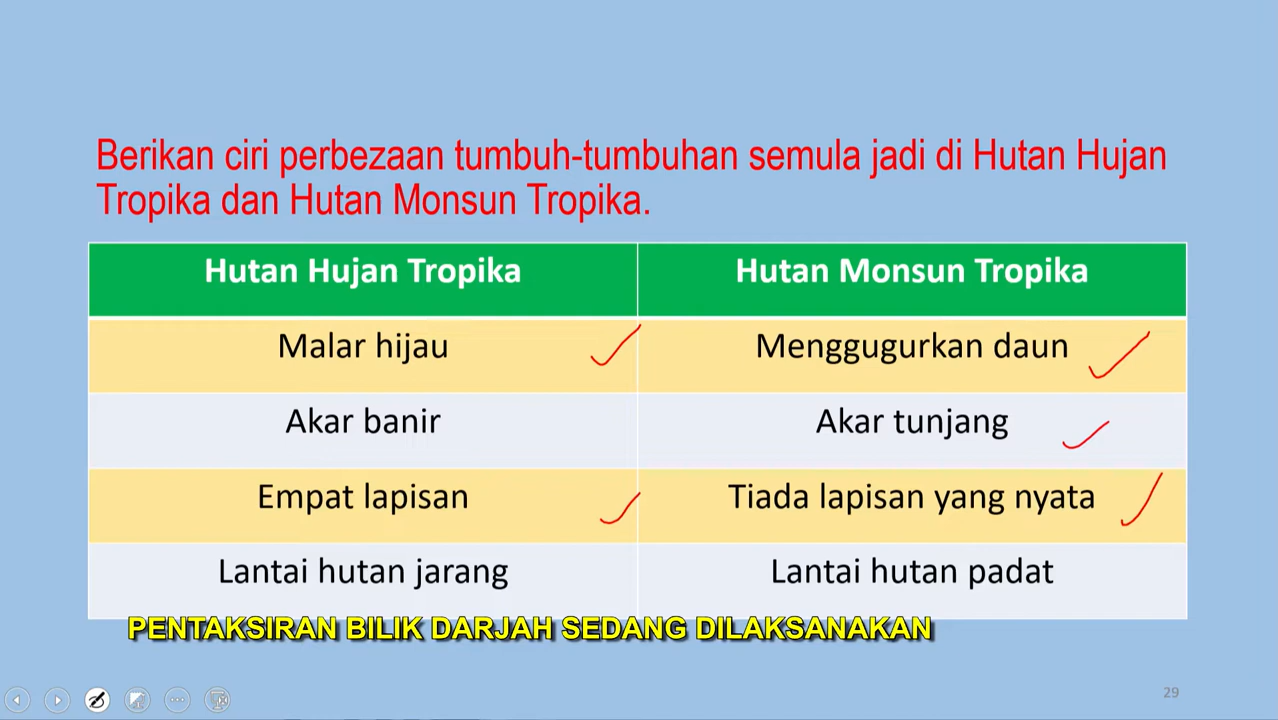 Berikan ciri perbezaan tumbuh-tumbuhan semula jadi di Hutan Hujan
Tropika dan Hutan Monsun Tropika.
Hutan Hujan Tropika
Hutan Monsun Tropika
Malar hijau
Menggugurkan daun
Akar banir
Akar tunjang
Empat lapisan
Tiada lapisan yang nyata
Lantai hutan jarang
Lantai hutan padat
PENTAKSIRAN BILIK DARJAH SEDANG DILAKSANAKAN
29